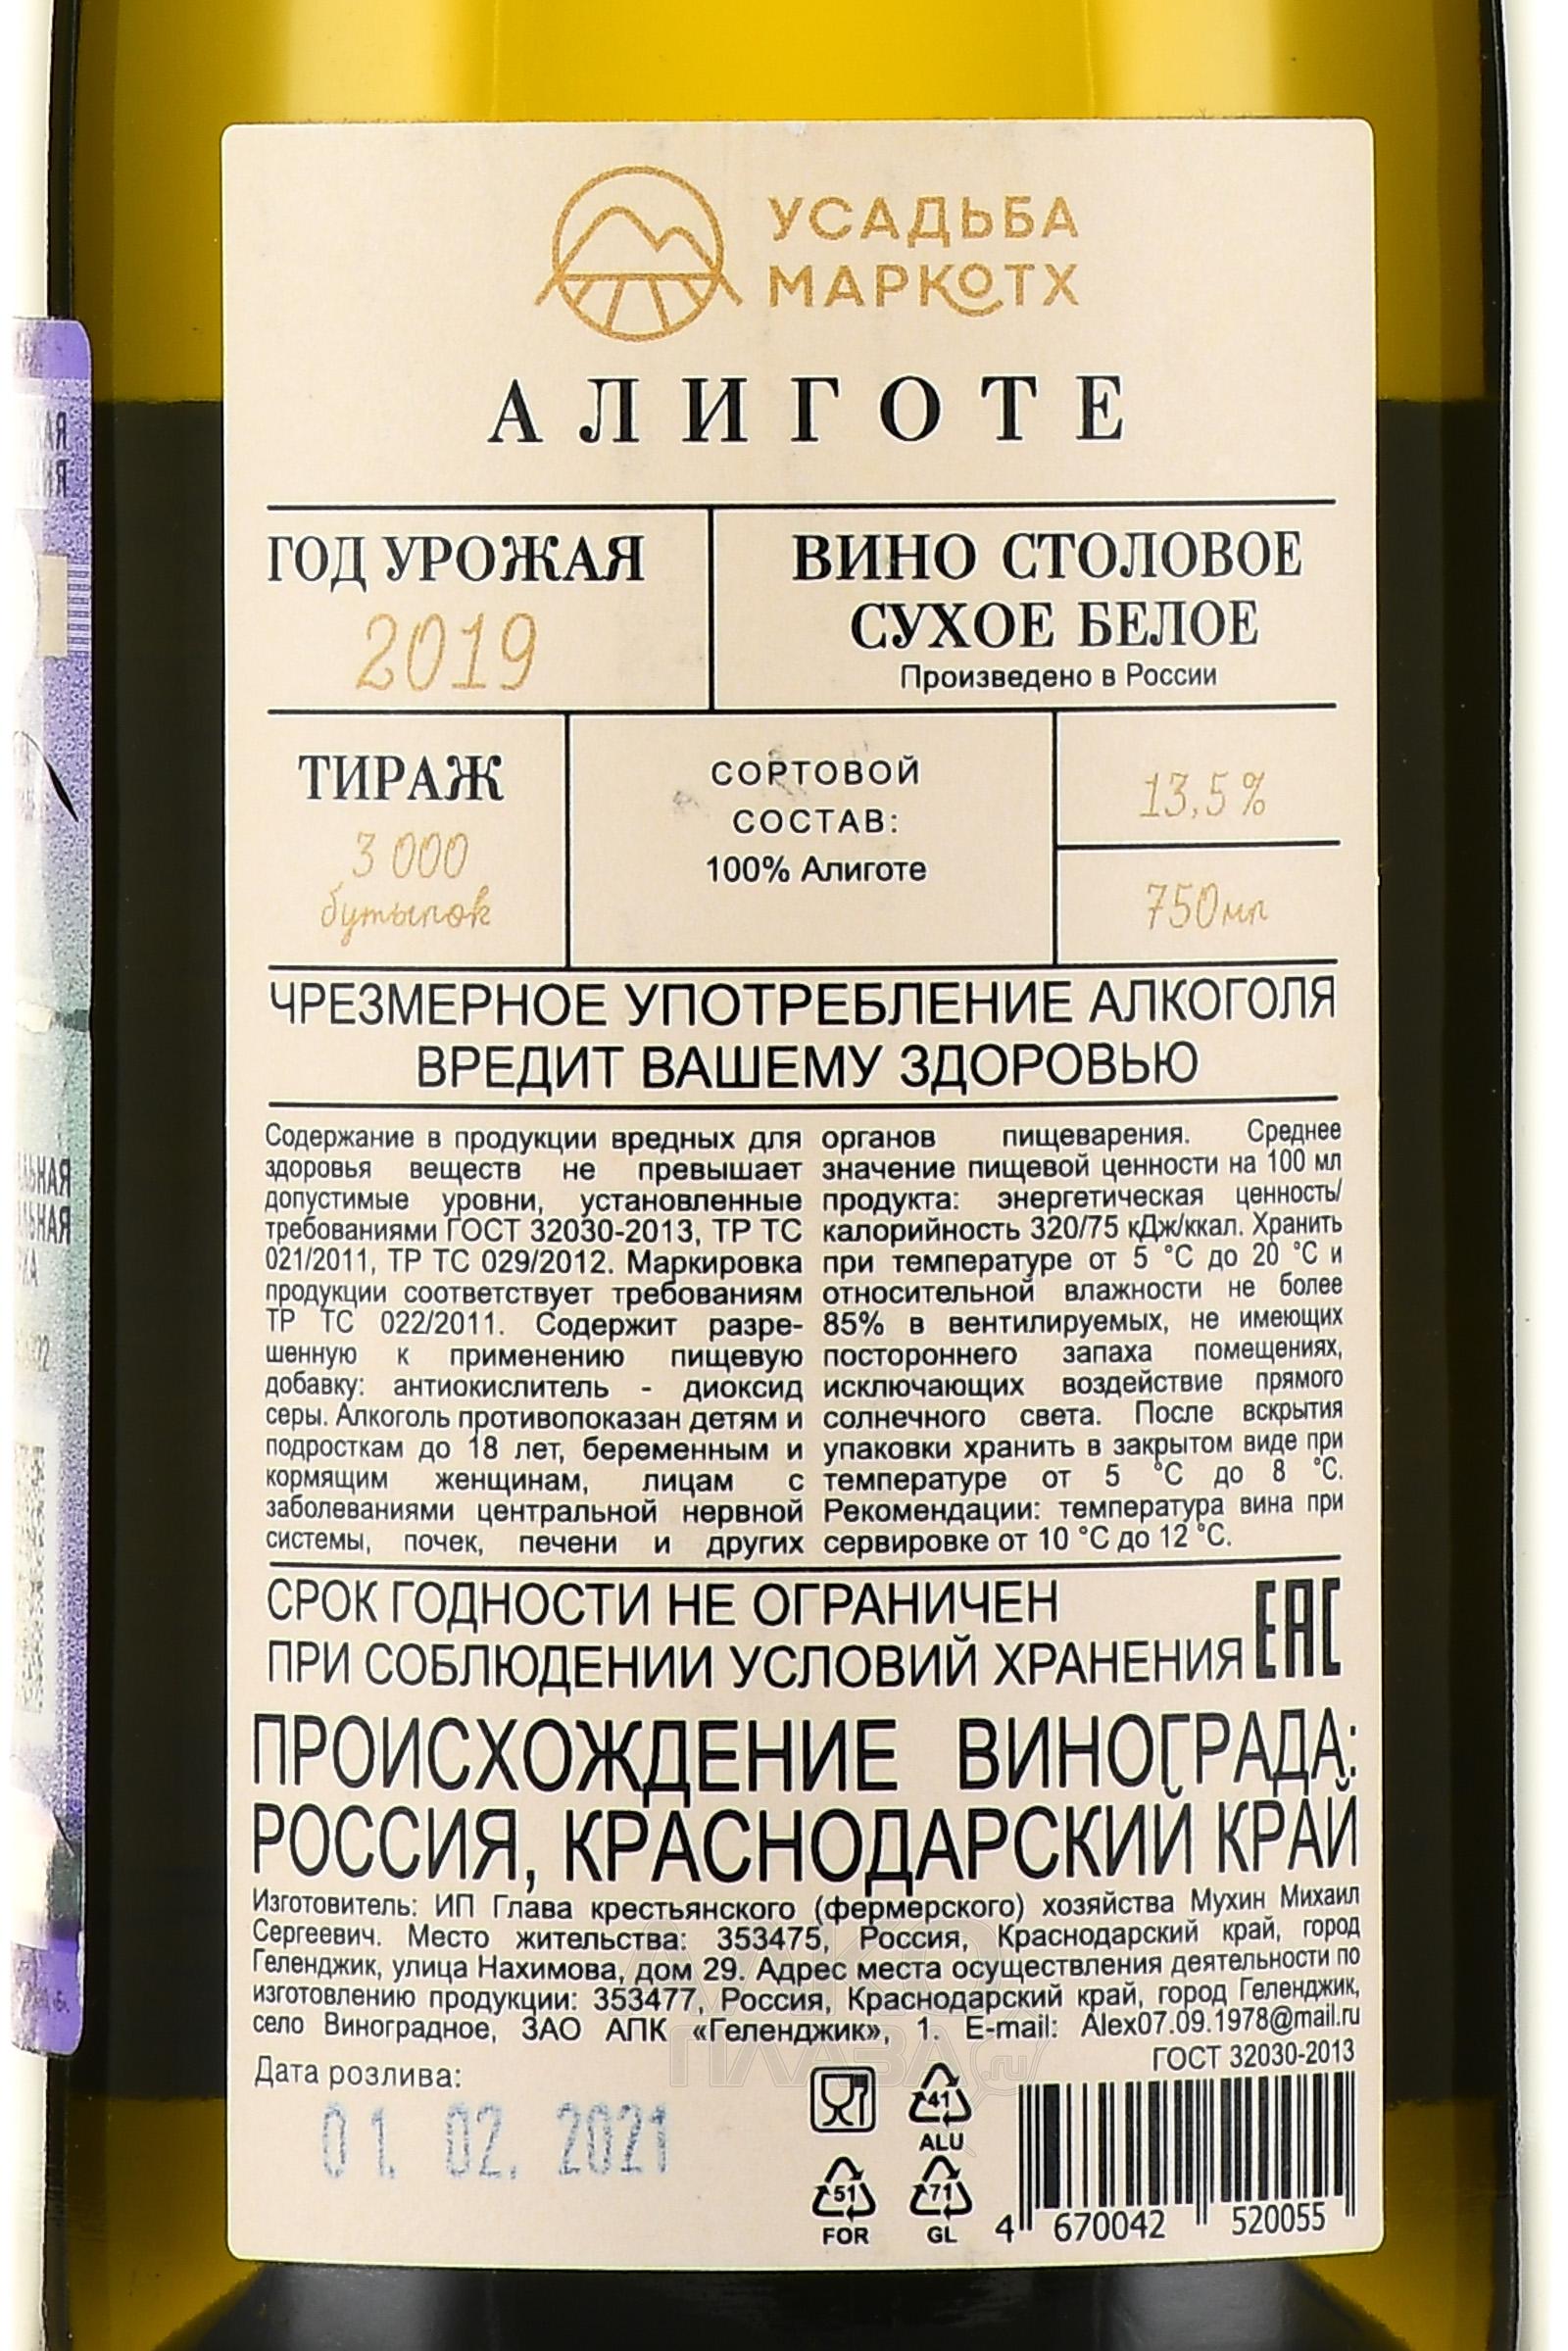 УСАДЬБА
МАРКОТХ
АЛИГОТЕ
ГОД УРОЖАЯ
2019
ВИНО СТОЛОВОЕ
СУХОЕ БЕЛОЕ
Произведено в России
ТИРАЖ
3 000
бутылок
СОРТОВОЙ
СОСТАВ:
100% Алиготе
13,5%
750мл
ЧРЕЗМЕРНОЕ УПОТРЕБЛЕНИЕ АЛКОГОЛЯ
ВРЕДИТ ВАШЕМУ ЗДОРОВЬЮ
Содержание в продукции вредных для
здоровья веществ не превышает
допустимые уровни, установленные
требованиями ГОСТ 32030-2013, ТР ТС
021/2011, ТР ТС 029/2012. Маркировка
продукции соответствует требованиям
ТР ТС 022/2011. Содержит разре-
шенную к применению пищевую
добавку: антиокислитель - диоксид
серы. Алкоголь противопоказан детям и
подросткам до 18 лет, беременным и
кормящим женщинам, лицам с
заболеваниями центральной нервной
системы, почек, печени и других
органов пищеварения. Среднее
значение пищевой ценности на 100 мл
продукта: энергетическая ценность/
калорийность 320/75 кДж/ккал. Хранить
при температуре от 5 °С до 20 °С и
относительной влажности не более
85% в вентилируемых, не имеющих
постороннего запаха помещениях,
исключающих воздействие прямого
солнечного света. После вскрытия
упаковки хранить в закрытом виде при
температуре от 5 °С до 8 °С.
Рекомендации: температура вина при
сервировке от 10 °С до 12 °С.
СРОК ГОДНОСТИ НЕ ОГРАНИЧЕН
ПРИ СОБЛЮДЕНИИ УСЛОВИЙ ХРАНЕНИЯ
ЕАС
ПРОИСХОЖДЕНИЕ ВИНОГРАДА:
РОССИЯ, КРАСНОДАРСКИЙ КРАЙ
Изготовитель: ИП Глава крестьянского (фермерского) хозяйства Мухин Михаил
Сергеевич. Место жительства: 353475, Россия, Краснодарский край, город
Геленджик, улица Нахимова, дом 29. Адрес места осуществления деятельности по
изготовлению продукции: 353477, Россия, Краснодарский край, город Геленджик,
село Виноградное, ЗАО АПК «Геленджик», 1. E-mail: Alex07.09.1978@mail.ru
ГОСТ 32030-2013
Дата розлива:
01. 02. 2021
41
ALU
51
FOR
71
GL
4 670042 520055